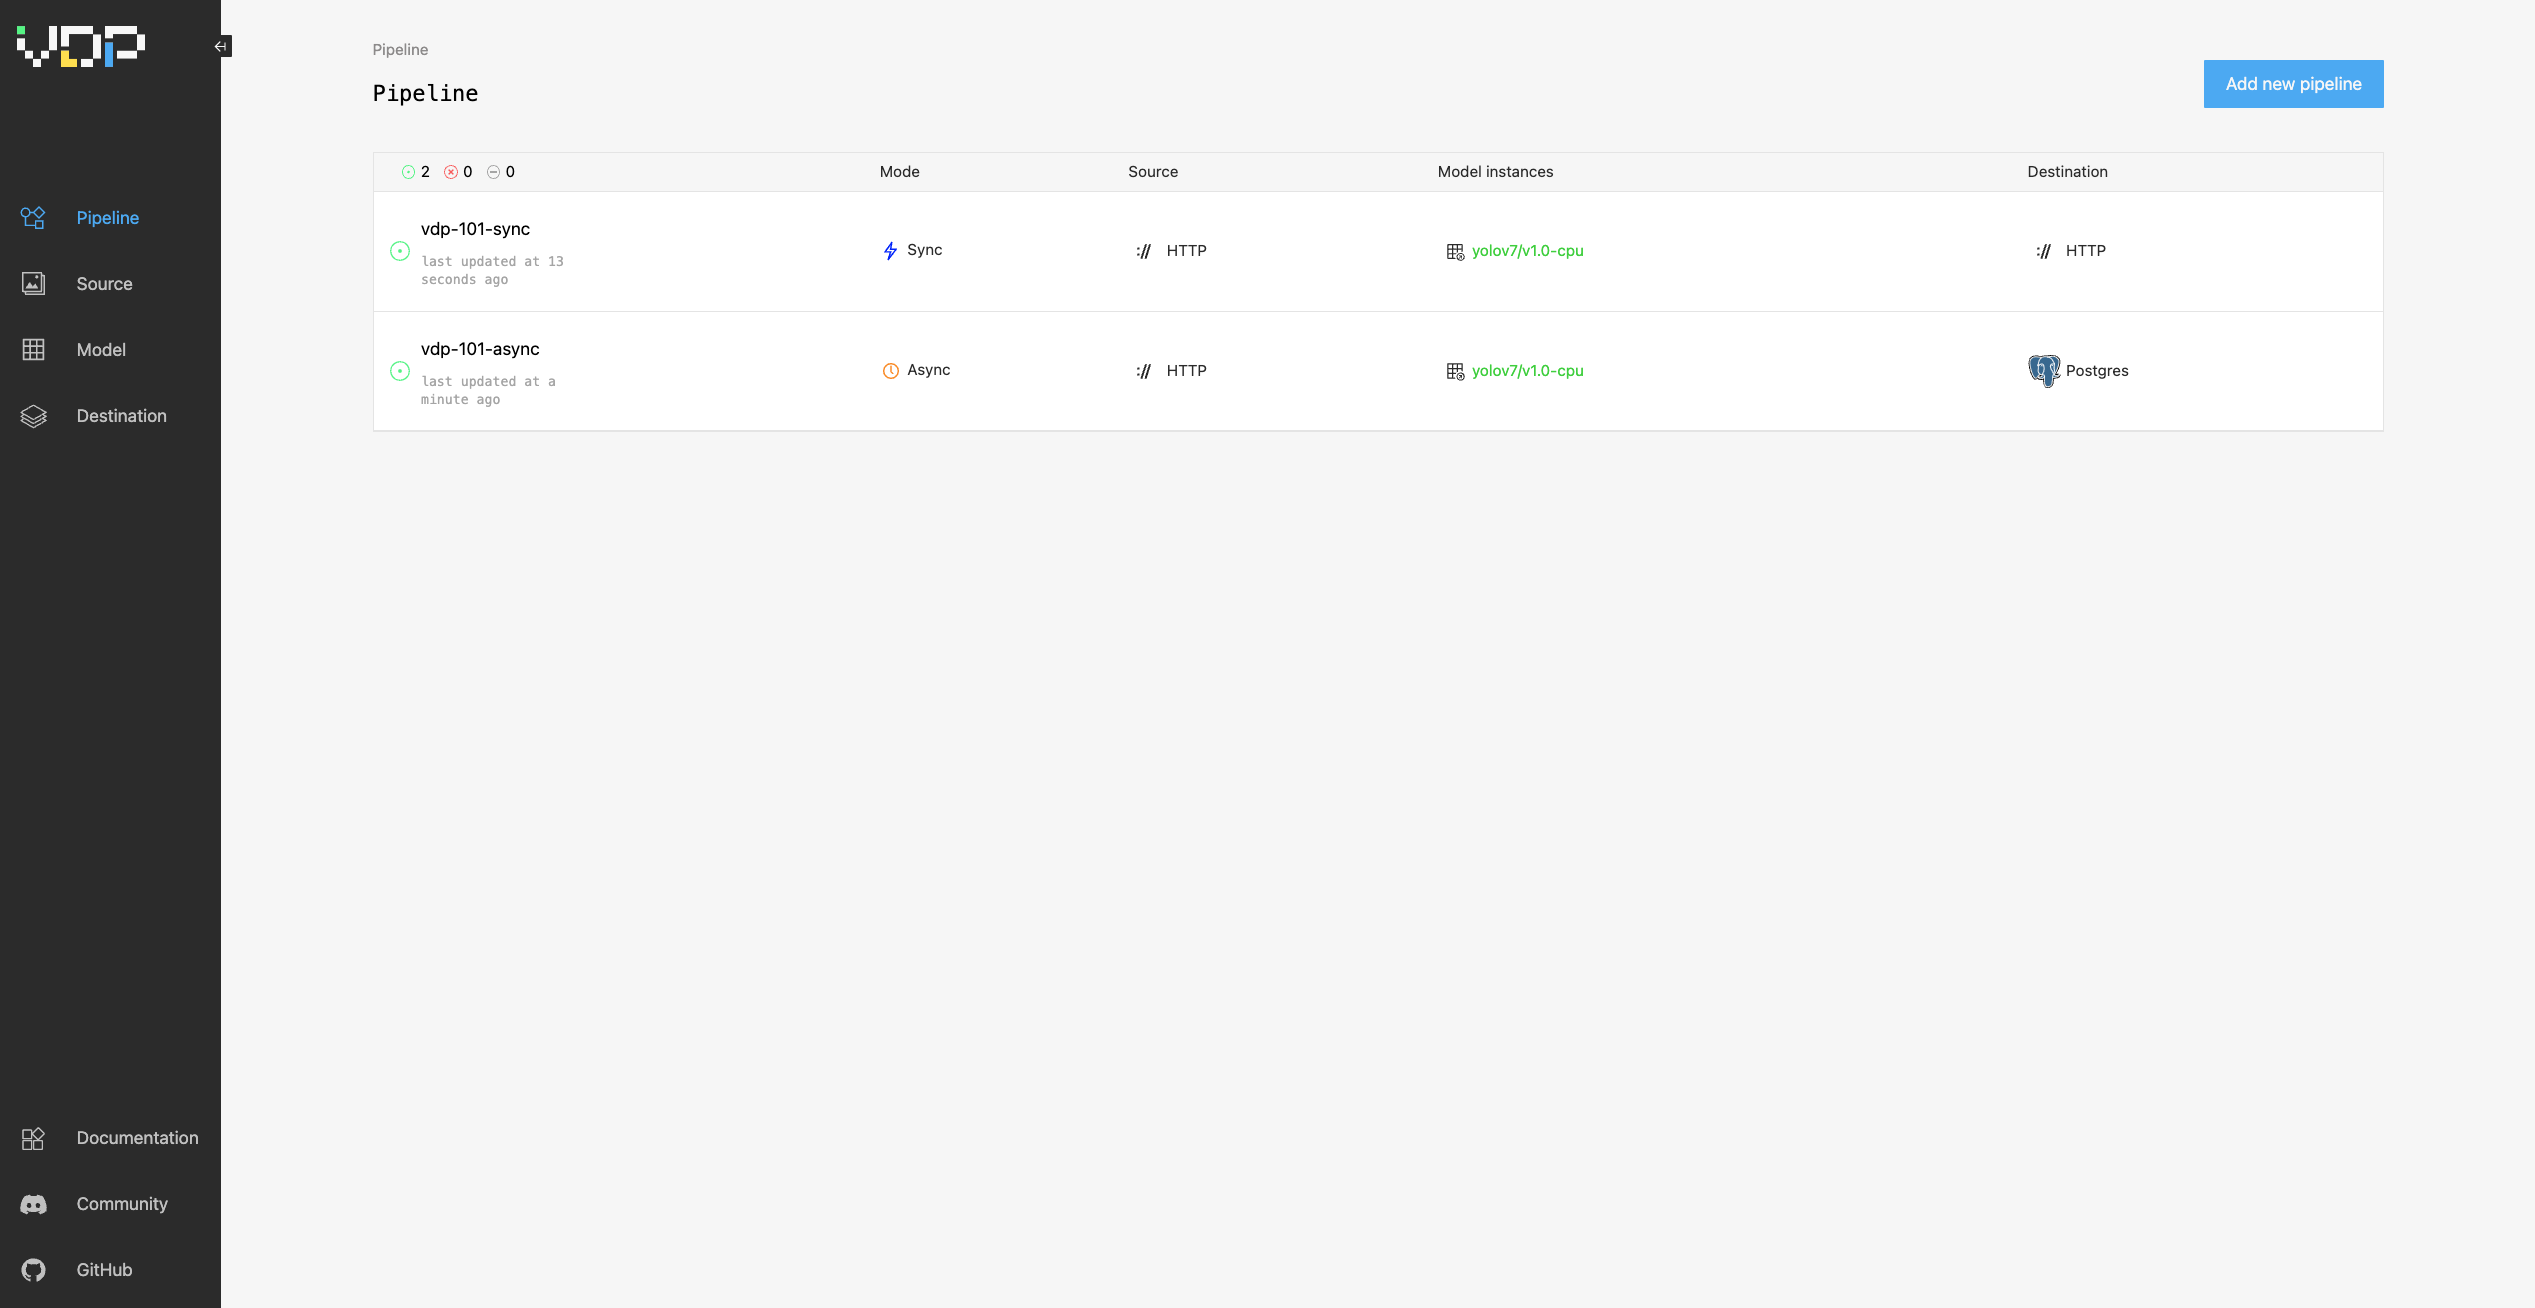 VDP
Pipeline
Source
Model
Destination
Documentation
Community
GitHub
Pipeline
Pipeline
Add new pipeline
2 0 0 Mode Source Model instances Destination
vdp-101-sync
last updated at 13
seconds ago
Sync :// HTTP yolov7/v1.0-cpu :// HTTP
vdp-101-async
last updated at a
minute ago
Async :// HTTP yolov7/v1.0-cpu Postgres